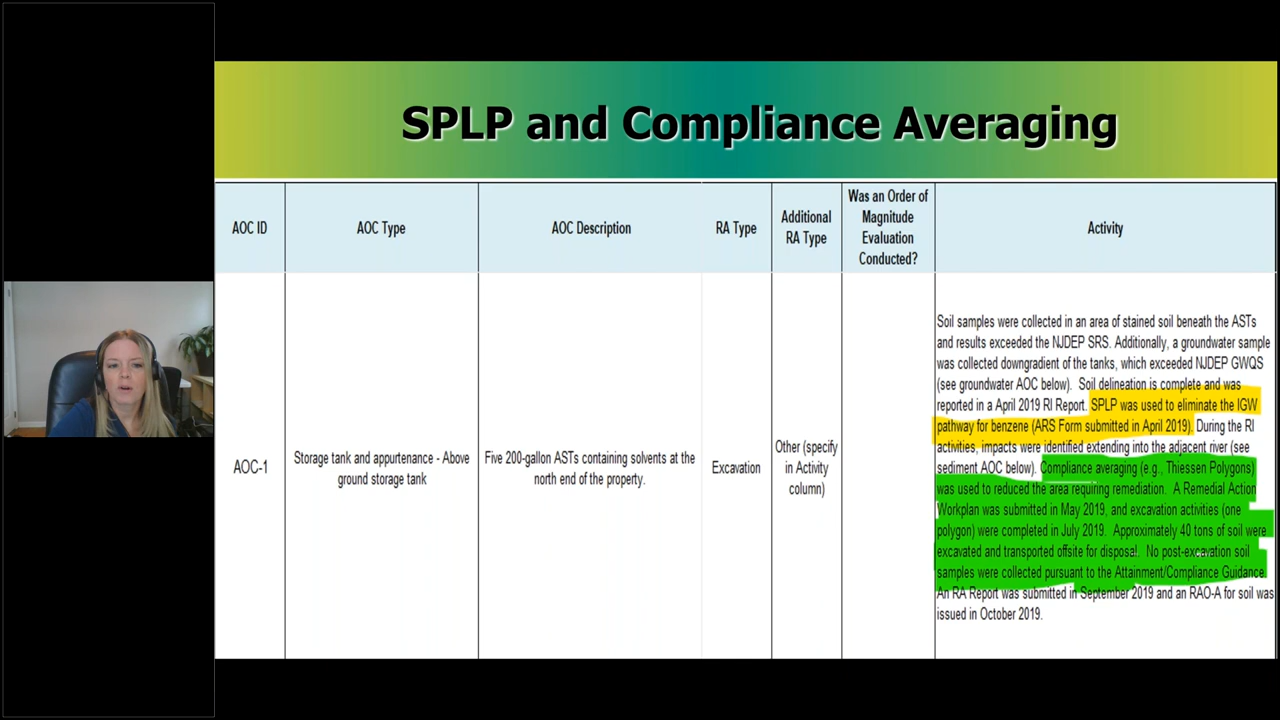 SPLP and Compliance Averaging
AOC ID
AOC Type
AOC Description
RA Type
Additional
RA Type
Was an Order of
Magnitude
Evaluation
Conducted?
Activity
AOC-1
Storage tank and appurtenance - Above
ground storage tank
Five 200-gallon ASTs containing solvents at the
north end of the property.
Excavation
Other (specify
in Activity
column)
Soil samples were collected in an area of stained soil beneath the ASTs
and results exceeded the NJDEP SRS. Additionally, a groundwater sample
was collected downgradient of the tanks, which exceeded NJDEP GWQS
(see groundwater AOC below). Soil delineation is complete and was
reported in a April 2019 RI Report. SPLP was used to eliminate the IGW
pathway for benzene (ARS Form submitted in April 2019). During the RI
activities, impacts were identified extending into the adjacent river (see
sediment AOC below). Compliance averaging (e.g., Thiessen Polygons)
was used to reduced the area requiring remediation. A Remedial Action
Workplan was submitted in May 2019, and excavation activities (one
polygon) were completed in July 2019. Approximately 40 tons of soil were
excavated and transported offsite for disposal. No post-excavation soil
samples were collected pursuant to the Attainment/Compliance Guidance.
An RA Report was submitted in September 2019 and an RAO-A for soil was
issued in October 2019.